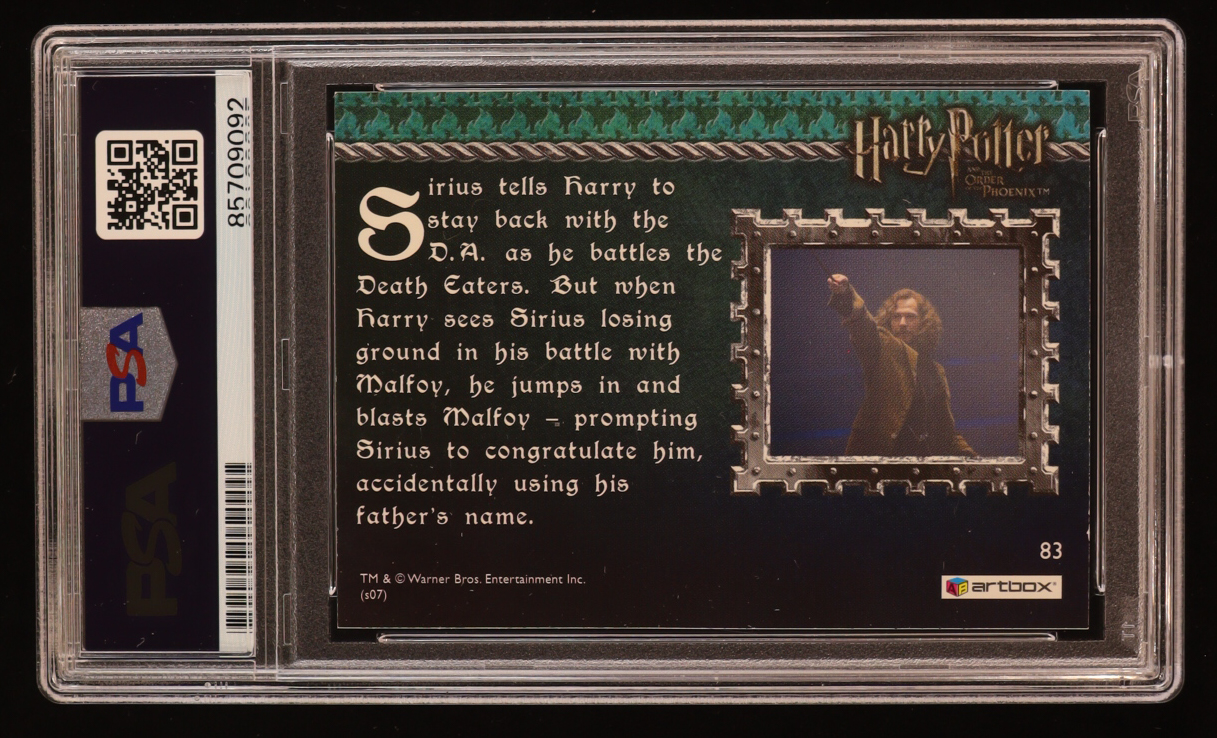 85709092
PSA
PSA
Harry Potter
AND THE
ORDER
OF THE PHOENIX™
Sirius tells Harry to
stay back with the
D.A. as he battles the
Death Eaters. But when
Harry sees Sirius losing
ground in his battle with
Malfoy, he jumps in and
blasts Malfoy – prompting
Sirius to congratulate him,
accidentally using his
father's name.
83
TM & © Warner Bros. Entertainment Inc.
(s07)
AB artbox®